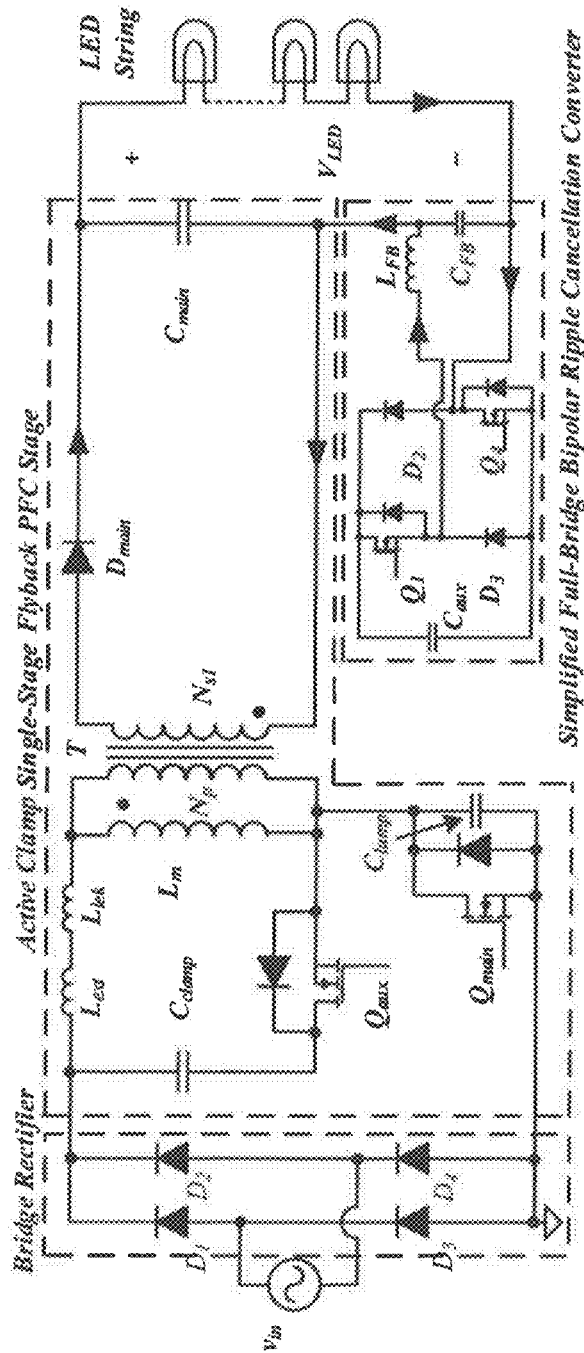 Bridge Rectifier
Active Clamp Single-Stage Flyback PFC Stage
LED
String
L_ext
L_lek
T
D_main
C_clamp
L_m
N_p
N_s1
C_main
+
V_LED
−
D_1
D_2
v_in
D_3
D_4
Q_aux
Q_main
Q_1
D_2
L_FB
C_FB
C_aux
D_3
Q_4
Simplified Full-Bridge Bipolar Ripple Cancellation Converter